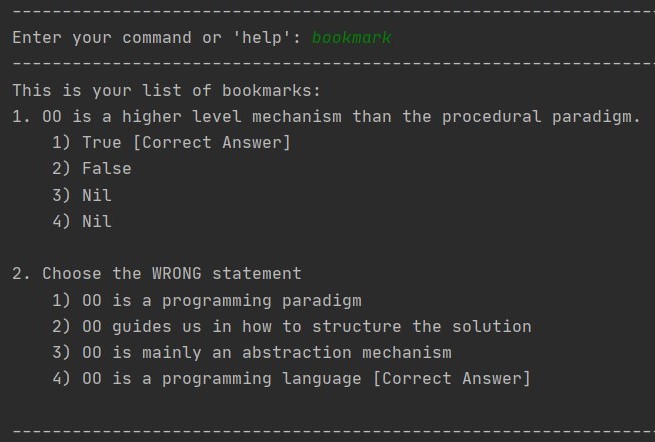 --------------------------------------------------------------------
Enter your command or 'help': bookmark
--------------------------------------------------------------------
This is your list of bookmarks:
1. OO is a higher level mechanism than the procedural paradigm.
    1) True [Correct Answer]
    2) False
    3) Nil
    4) Nil

2. Choose the WRONG statement
    1) OO is a programming paradigm
    2) OO guides us in how to structure the solution
    3) OO is mainly an abstraction mechanism
    4) OO is a programming language [Correct Answer]

--------------------------------------------------------------------